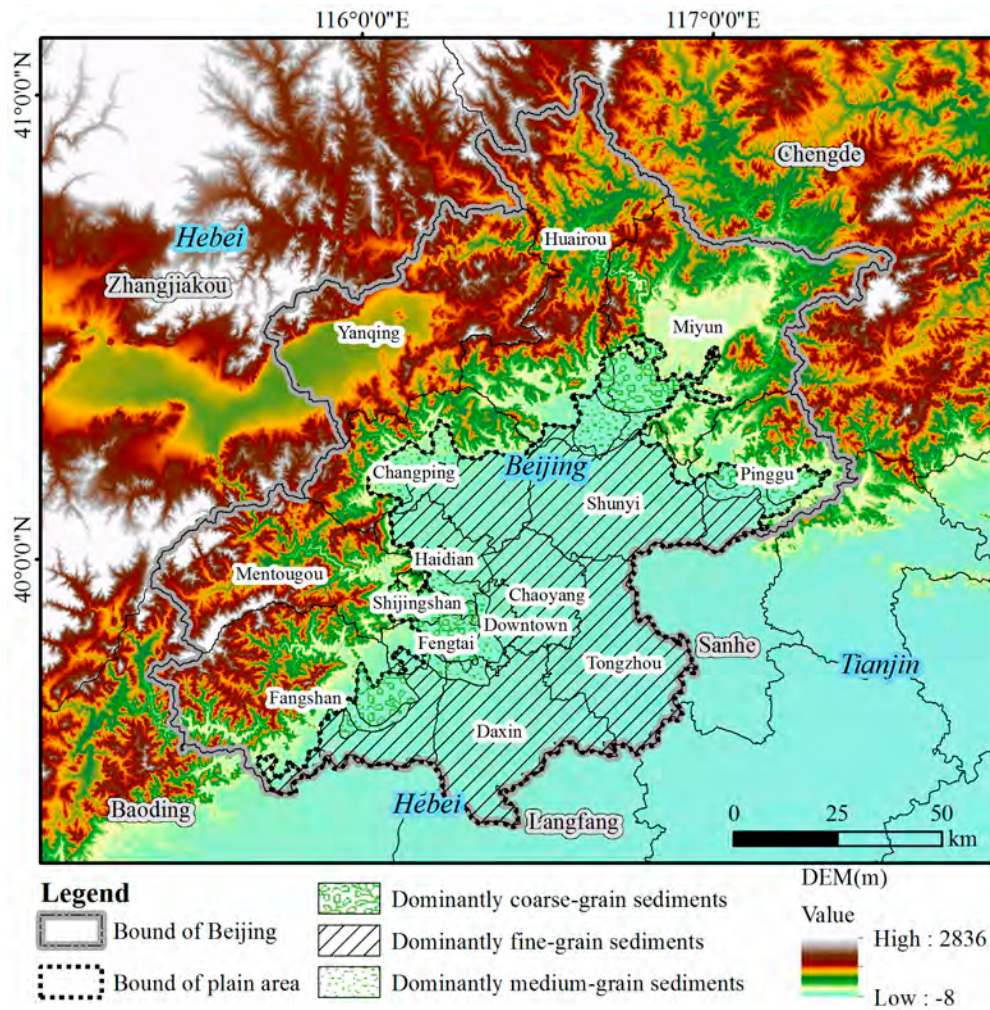 116°0'0"E
117°0'0"E
41°0'0"N
Chengde
Hebei
Huairou
Zhangjiakou
Miyun
Yanqing
Beijing
Changping
Pinggu
Shunyi
40°0'0"N
Haidian
Mentougou
Chaoyang
Shijingshan
Downtown
Fengtai
Sanhe
Tongzhou
Tianjin
Fangshan
Daxin
Baoding
Hebei
Langfang
0 25 50
km
Legend
Bound of Beijing
Bound of plain area
Dominantly coarse-grain sediments
Dominantly fine-grain sediments
Dominantly medium-grain sediments
DEM(m)
Value
High : 2836
Low : -8